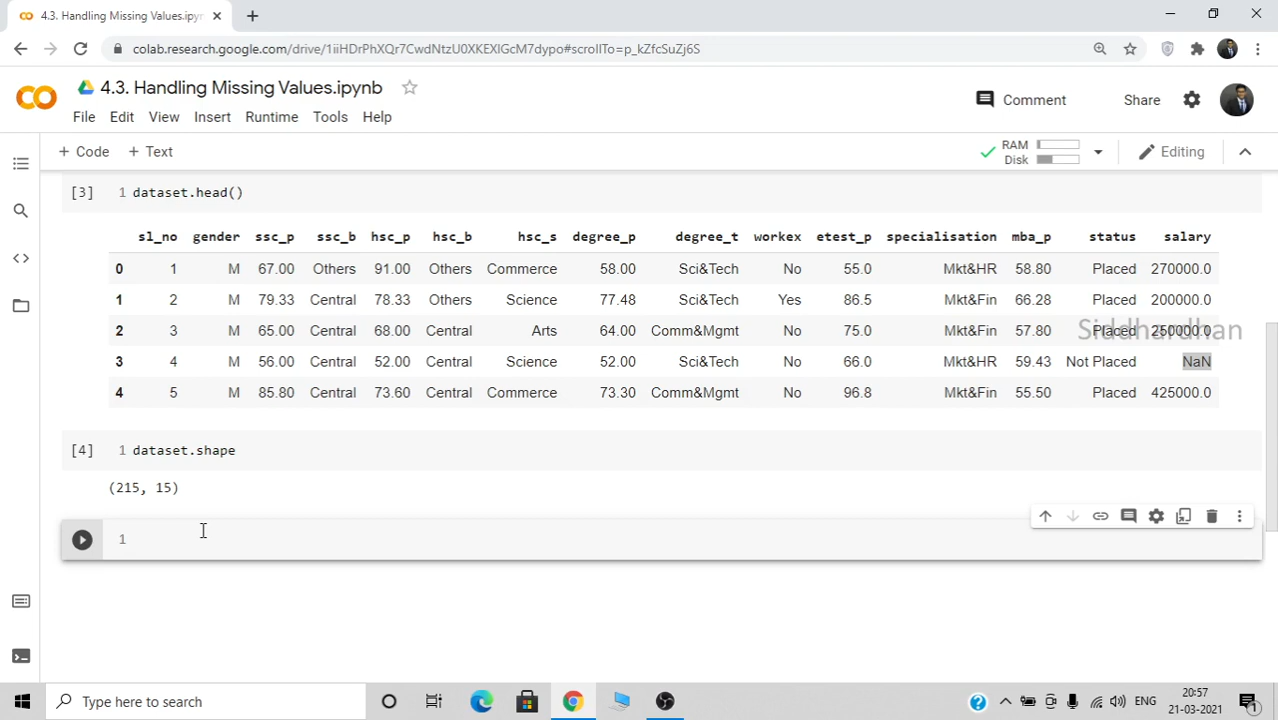 4.3. Handling Missing Values.ipyn
colab.research.google.com/drive/1iiHDrPhXQr7CwdNtzU0XKEXlGcM7dypo#scrollTo=p_kZfcSuZj6S
4.3. Handling Missing Values.ipynb
File Edit View Insert Runtime Tools Help
Comment Share
+ Code + Text
RAM
Disk
Editing
[3] 1 dataset.head()
sl_no gender ssc_p ssc_b hsc_p hsc_b hsc_s degree_p degree_t workex etest_p specialisation mba_p status salary
0 1 M 67.00 Others 91.00 Others Commerce 58.00 Sci&Tech No 55.0 Mkt&HR 58.80 Placed 270000.0
1 2 M 79.33 Central 78.33 Others Science 77.48 Sci&Tech Yes 86.5 Mkt&Fin 66.28 Placed 200000.0
2 3 M 65.00 Central 68.00 Central Arts 64.00 Comm&Mgmt No 75.0 Mkt&Fin 57.80 Placed 250000.0
Siddhardhan
3 4 M 56.00 Central 52.00 Central Science 52.00 Sci&Tech No 66.0 Mkt&HR 59.43 Not Placed NaN
4 5 M 85.80 Central 73.60 Central Commerce 73.30 Comm&Mgmt No 96.8 Mkt&Fin 55.50 Placed 425000.0
[4] 1 dataset.shape
(215, 15)
1
Type here to search
ENG
20:57
21-03-2021